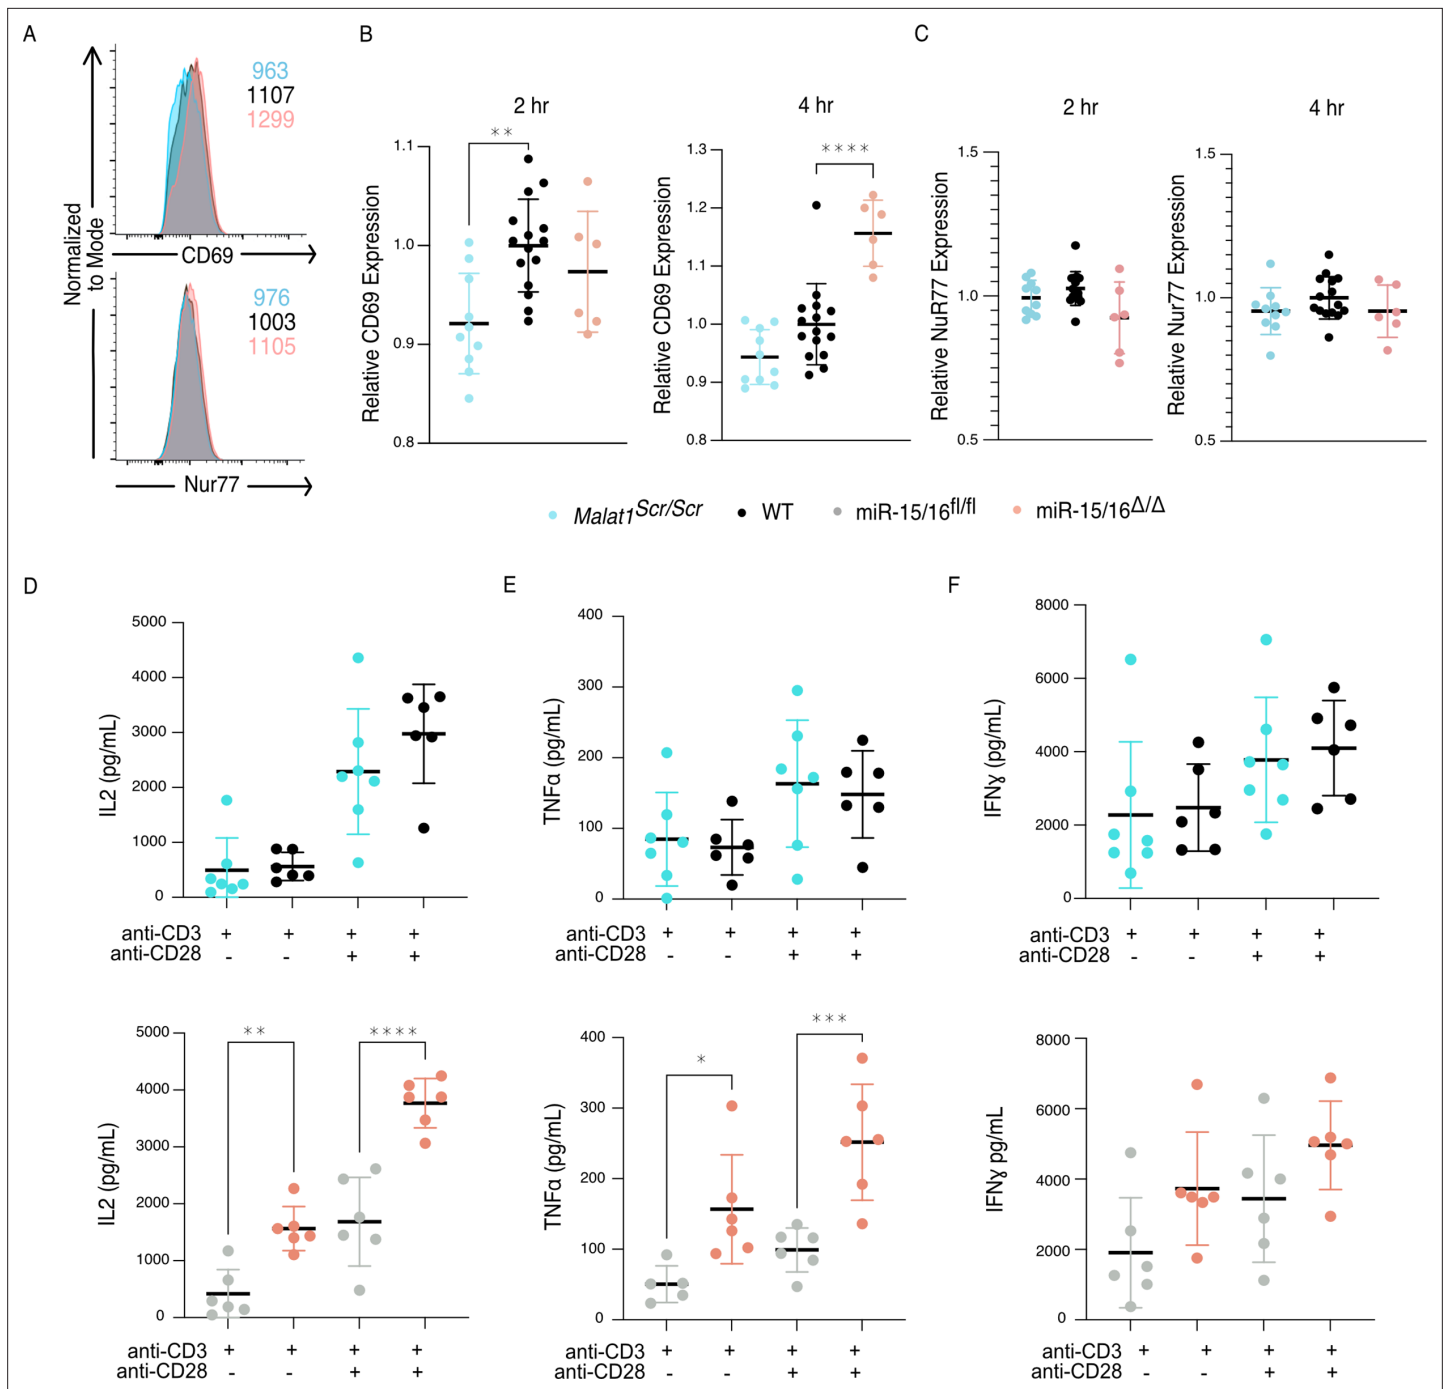 A
963
1107
1299
Normalized
to Mode
CD69
976
1003
1105
Nur77
B
2 hr
**
1.1
1.0
0.9
0.8
Relative CD69 Expression
4 hr
****
1.3
1.2
1.1
1.0
0.9
0.8
Relative CD69 Expression
C
2 hr
1.5
1.0
0.5
Relative NuR77 Expression
4 hr
1.5
1.0
0.5
Relative Nur77 Expression
Malat1Scr/Scr WT miR-15/16fl/fl miR-15/16Δ/Δ
D
5000
4000
3000
2000
1000
0
IL2 (pg/mL)
anti-CD3 + + + +
anti-CD28 - - + +
E
400
300
200
100
0
TNFα (pg/mL)
anti-CD3 + + + +
anti-CD28 - - + +
F
8000
6000
4000
2000
0
IFNɣ (pg/mL)
anti-CD3 + + + +
anti-CD28 - - + +
** ****
5000
4000
3000
2000
1000
0
IL2 (pg/mL)
anti-CD3 + + + +
anti-CD28 - - + +
* ***
400
300
200
100
0
TNFα (pg/mL)
anti-CD3 + + + +
anti-CD28 - - + +
8000
6000
4000
2000
0
IFNɣ pg/mL
anti-CD3 + + + +
anti-CD28 - - + +